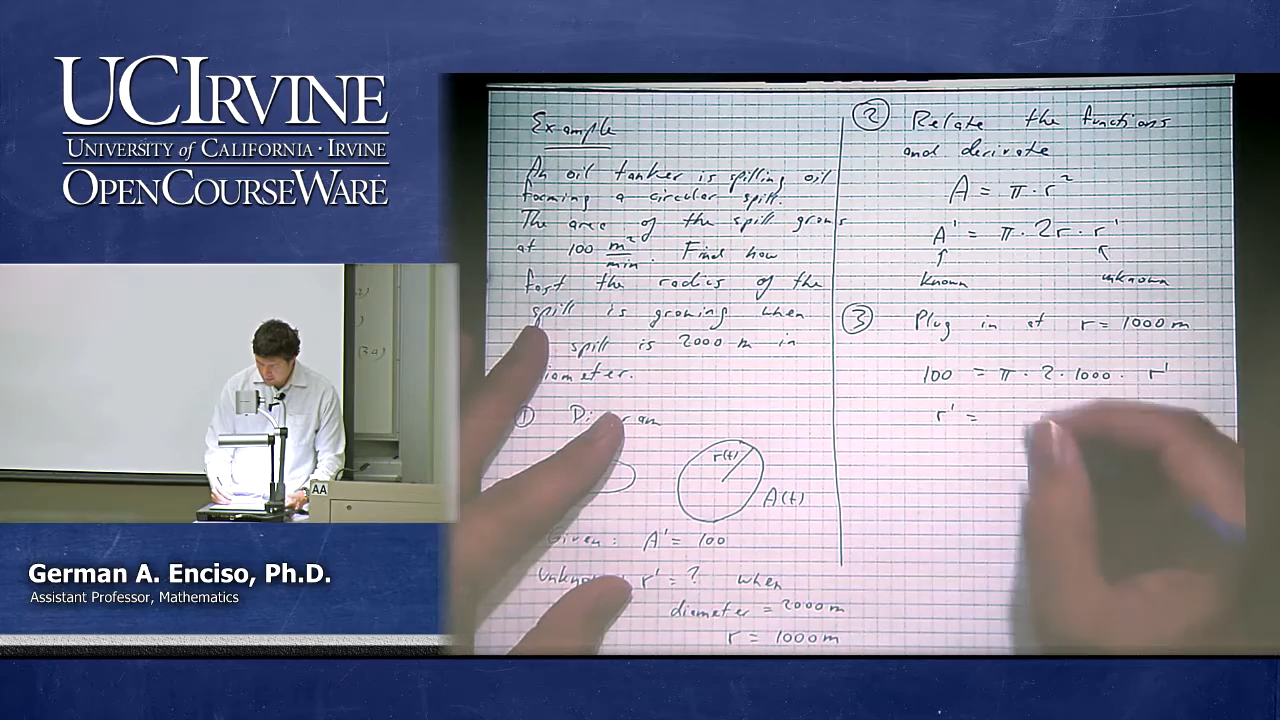 UCIRVINE
UNIVERSITY of CALIFORNIA · IRVINE
OPENCOURSEWARE
AA
German A. Enciso, Ph.D.
Assistant Professor, Mathematics
Example
An oil tanker is spilling oil
forming a circular spill.
The area of the spill grows
at 100 m²/min. Find how
fast the radius of the
spill is growing when
spill is 2000 m in
diameter.
① Di ram
r(t)
A(t)
Given: A' = 100
r' = ? when
diameter = 2000 m
r = 1000 m
② Relate the functions
and derivate
A = π · r²
A' = π · 2r · r'
known unknown
③ Plug in at r = 1000 m
100 = π · 2 · 1000 · r'
r' =